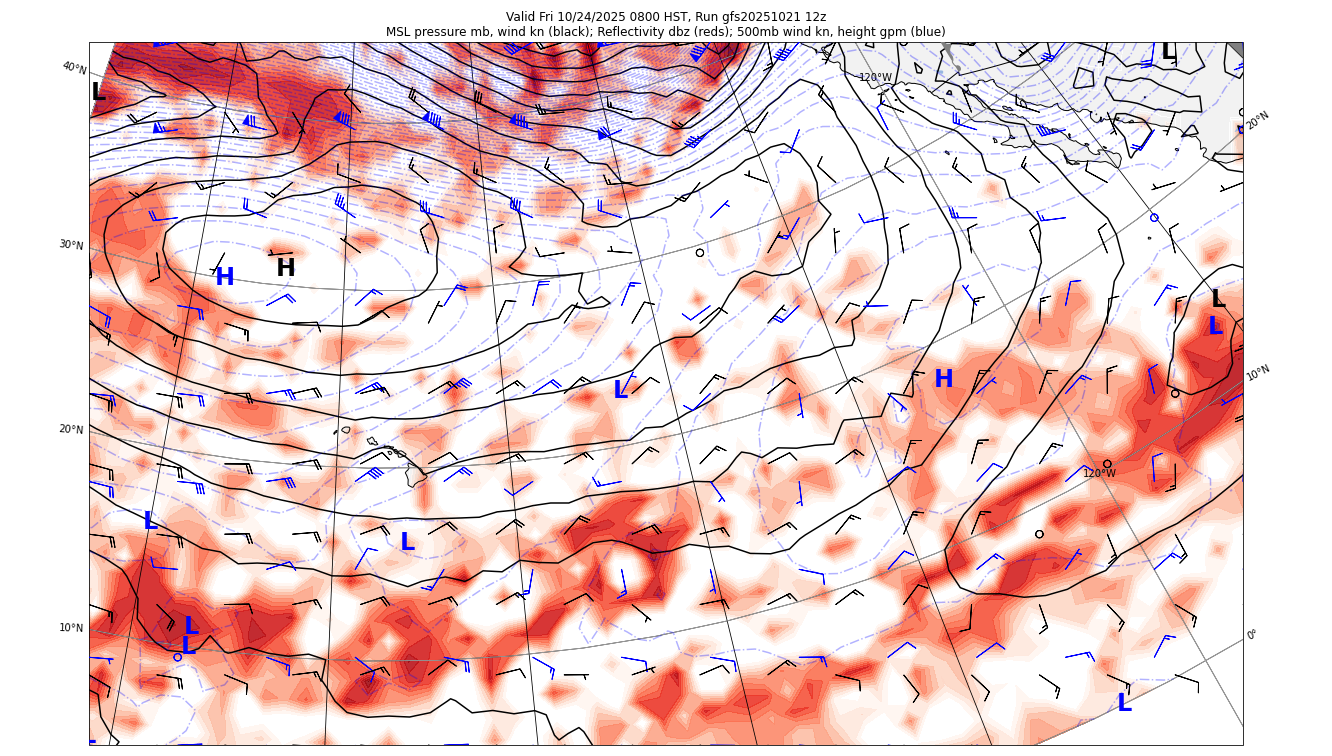 Valid Fri 10/24/2025 0800 HST, Run gfs20251021 12z
MSL pressure mb, wind kn (black); Reflectivity dbz (reds); 500mb wind kn, height gpm (blue)
L
40°N
120°W
L
20°N
30°N
H
H
L
L
10°N
H
L
20°N
120°W
L
L
10°N
L
L
0°
L